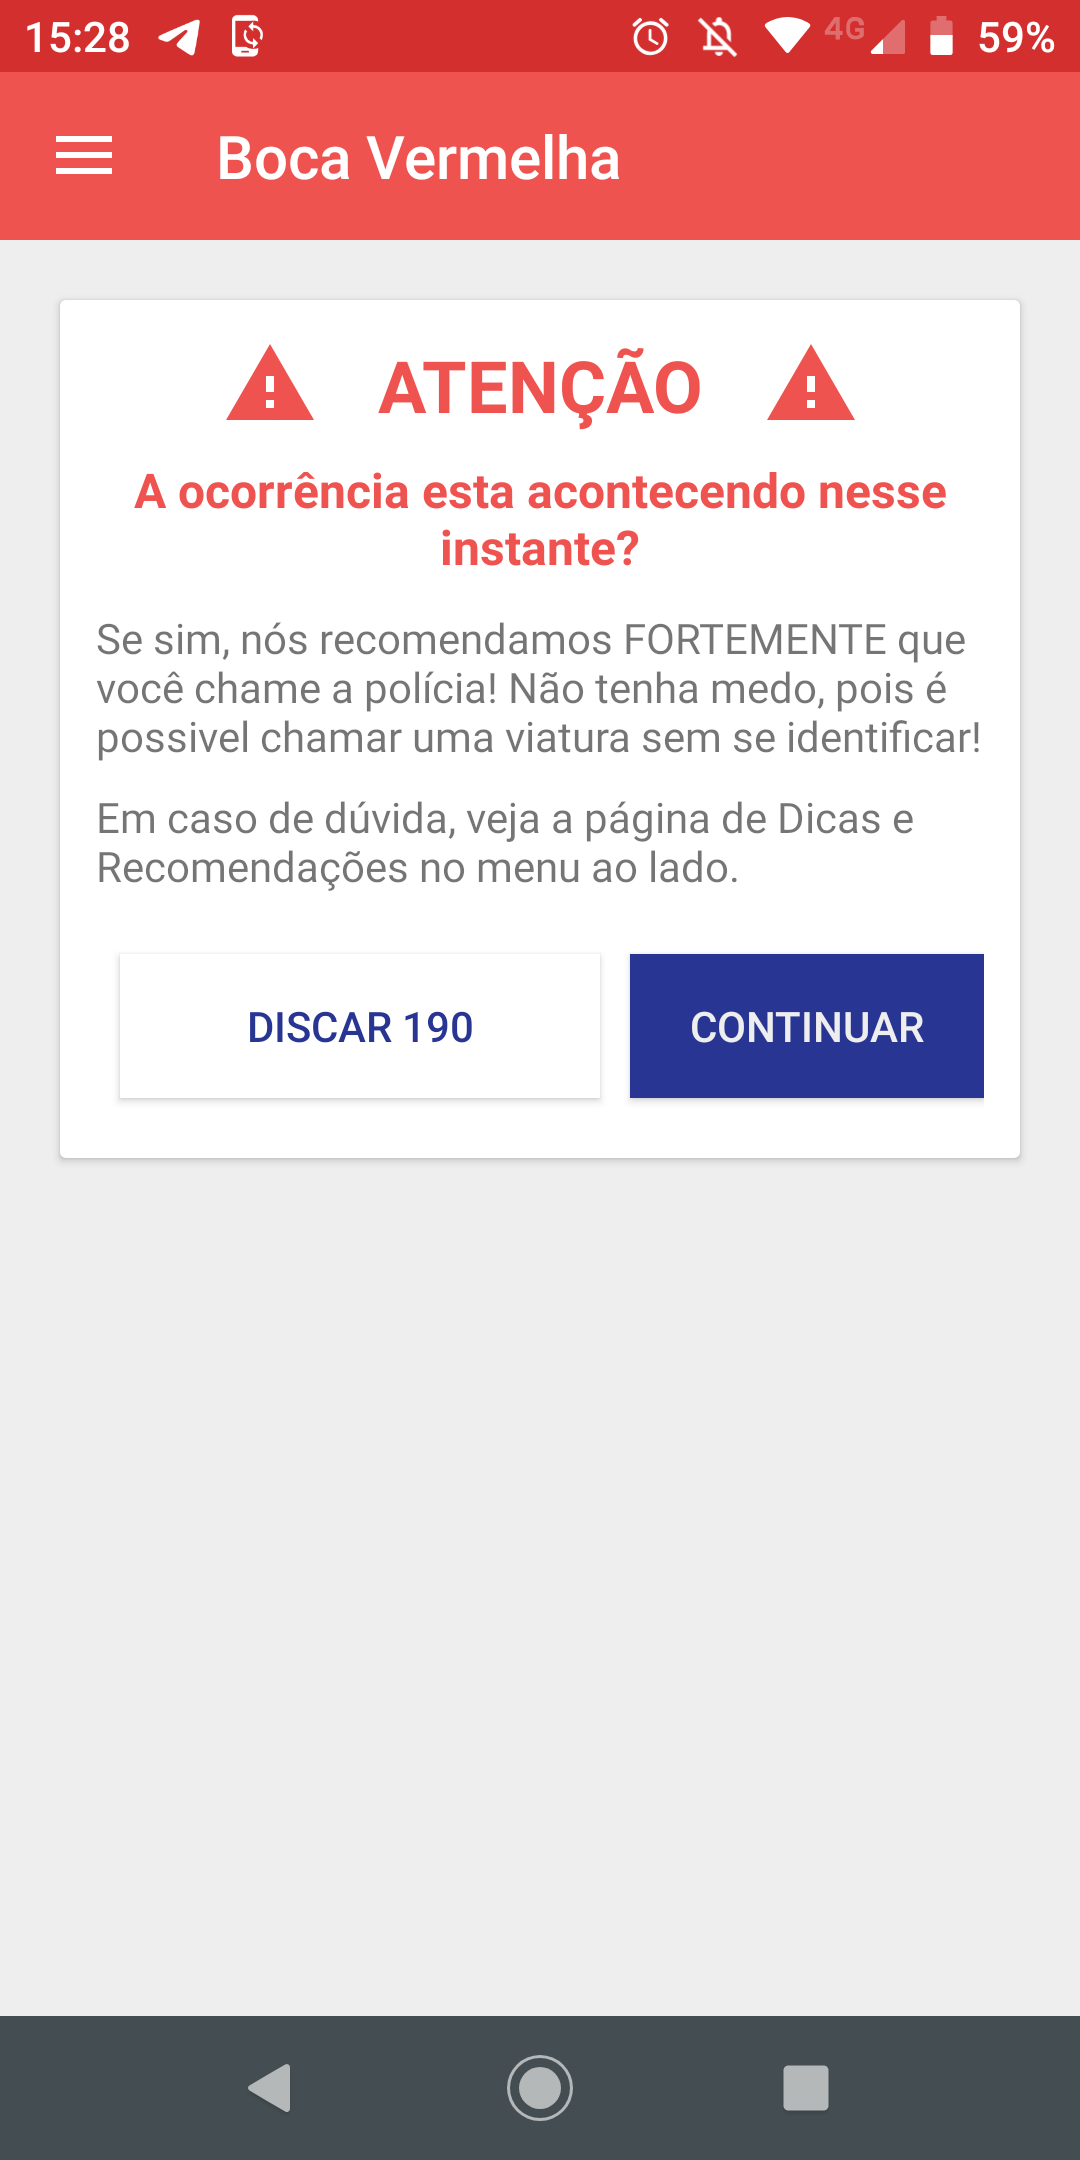 15:28
4G
59%
Boca Vermelha
ATENÇÃO
A ocorrência esta acontecendo nesse
instante?
Se sim, nós recomendamos FORTEMENTE que
você chame a polícia! Não tenha medo, pois é
possivel chamar uma viatura sem se identificar!
Em caso de dúvida, veja a página de Dicas e
Recomendações no menu ao lado.
DISCAR 190
CONTINUAR